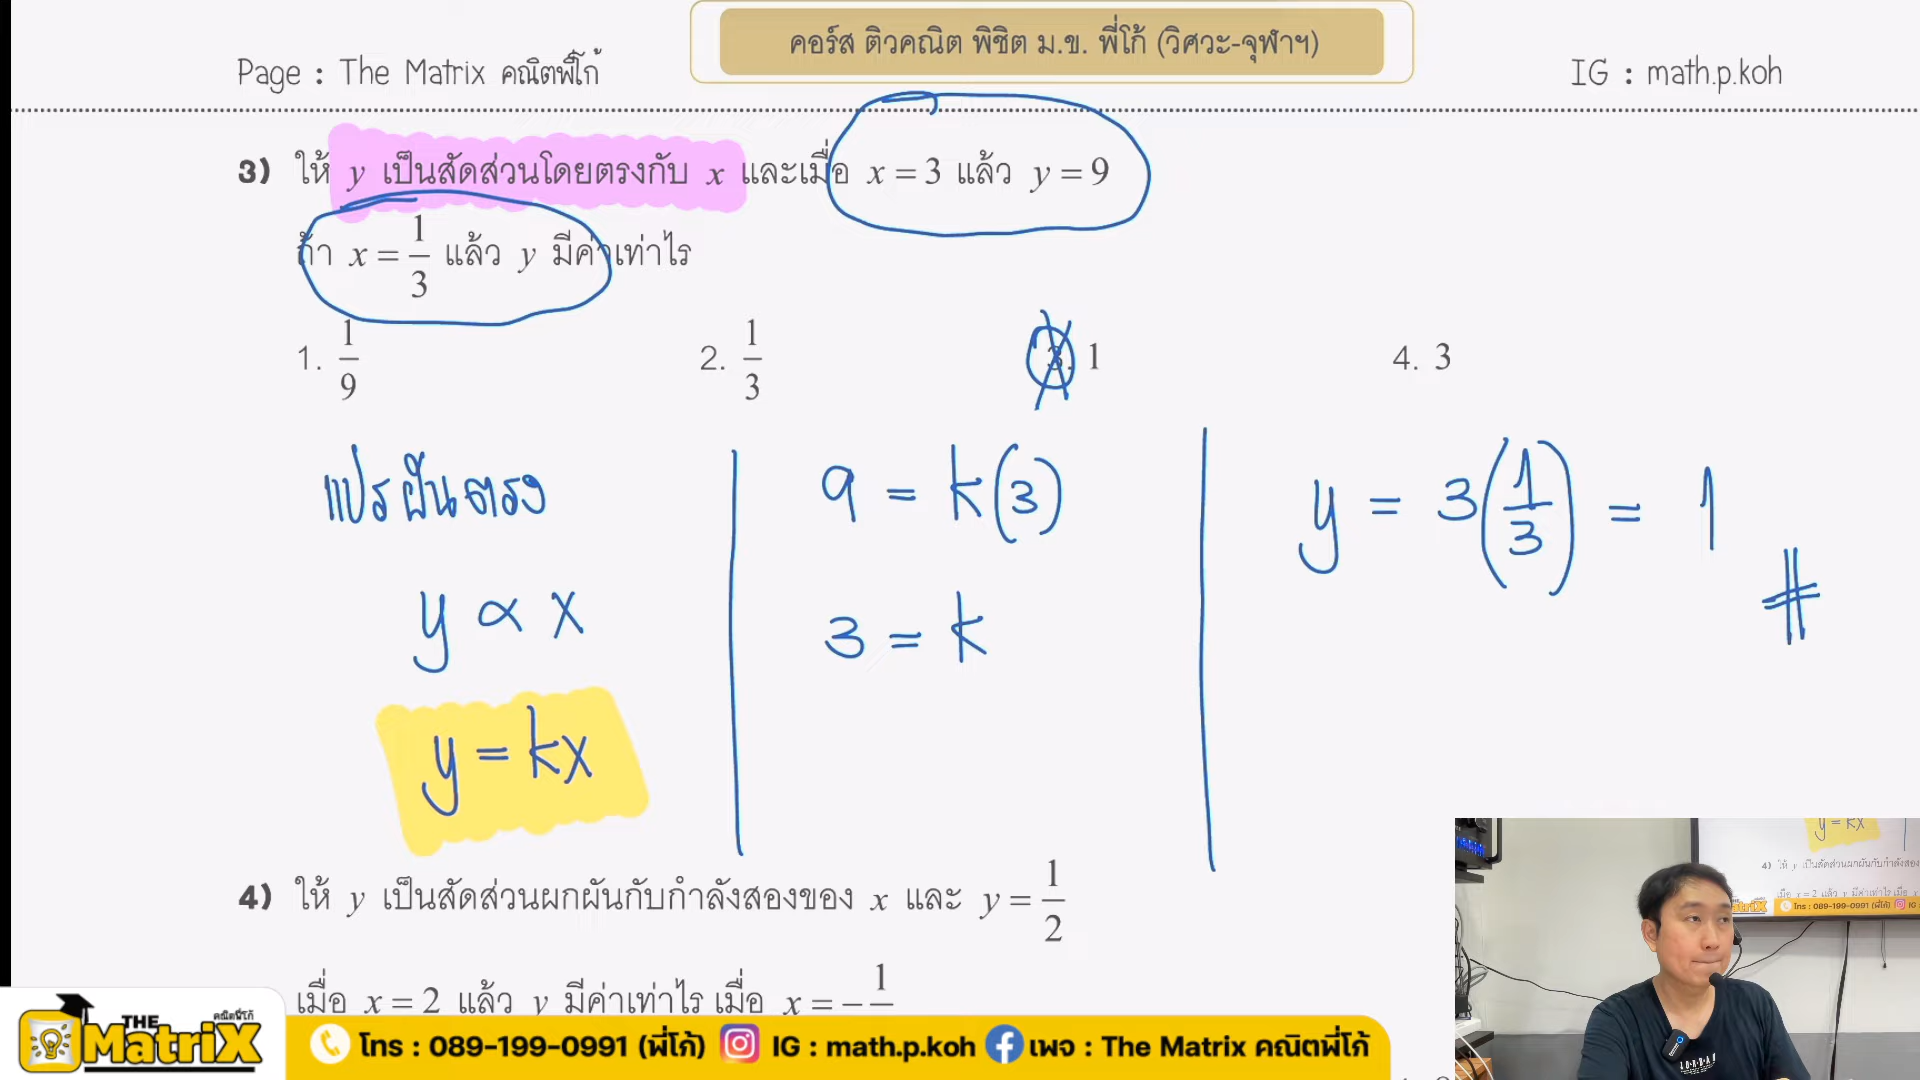 คอร์ส ติวคณิต พิชิต ม.ข. พี่โก้ (วิศวะ-จุฬาฯ)
Page : The Matrix คณิตพี่โก้
IG : math.p.koh
3) ให้ y เป็นสัดส่วนโดยตรงกับ x และเมื่อ x = 3 แล้ว y = 9
ถ้า x = 1/3 แล้ว y มีค่าเท่าไร
1. 1/9 2. 1/3 3. 1 4. 3
แปรผันตรง
y ∝ x
y = kx
9 = k(3)
3 = k
y = 3(1/3) = 1 #
4) ให้ y เป็นสัดส่วนผกผันกับกำลังสองของ x และ y = 1/2
เมื่อ x = 2 แล้ว y มีค่าเท่าไร เมื่อ x = − 1
THE MatriX คณิตพี่โก้
โทร : 089-199-0991 (พี่โก้) IG : math.p.koh เพจ : The Matrix คณิตพี่โก้